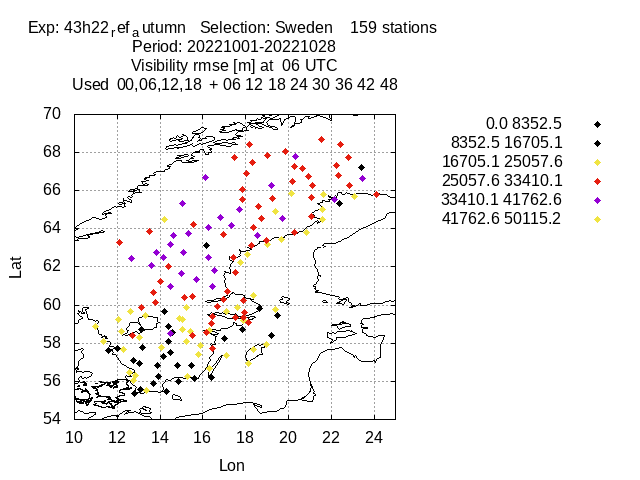 Exp: 43h22refautumn   Selection: Sweden    159 stations
Period: 20221001-20221028
Visibility rmse [m] at  06 UTC
Used  00,06,12,18  + 06 12 18 24 30 36 42 48
0.0 8352.5
8352.5 16705.1
16705.1 25057.6
25057.6 33410.1
33410.1 41762.6
41762.6 50115.2
70
68
66
64
62
60
58
56
54
Lat
10 12 14 16 18 20 22 24
Lon